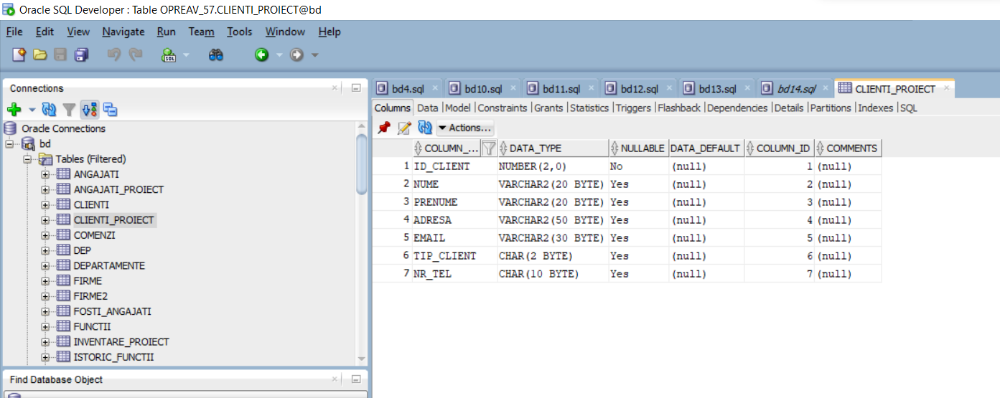 Oracle SQL Developer : Table OPREAV_57.CLIENTI_PROIECT@bd
File Edit View Navigate Run Team Tools Window Help
SQL
Connections
Oracle Connections
bd
Tables (Filtered)
ANGAJATI
ANGAJATI_PROIECT
CLIENTI
CLIENTI_PROIECT
COMENZI
DEP
DEPARTAMENTE
FIRME
FIRME2
FOSTI_ANGAJATI
FUNCTII
INVENTARE_PROIECT
ISTORIC_FUNCTII
Find Database Object
bd4.sql bd10.sql bd11.sql bd12.sql bd13.sql bd14.sql CLIENTI_PROIECT
Columns Data |Model |Constraints |Grants |Statistics |Triggers |Flashback |Dependencies |Details |Partitions |Indexes |SQL
Actions...
COLUMN_... DATA_TYPE NULLABLE DATA_DEFAULT COLUMN_ID COMMENTS
1 ID_CLIENT NUMBER(2,0) No (null) 1 (null)
2 NUME VARCHAR2(20 BYTE) Yes (null) 2 (null)
3 PRENUME VARCHAR2(20 BYTE) Yes (null) 3 (null)
4 ADRESA VARCHAR2(50 BYTE) Yes (null) 4 (null)
5 EMAIL VARCHAR2(30 BYTE) Yes (null) 5 (null)
6 TIP_CLIENT CHAR(2 BYTE) Yes (null) 6 (null)
7 NR_TEL CHAR(10 BYTE) Yes (null) 7 (null)